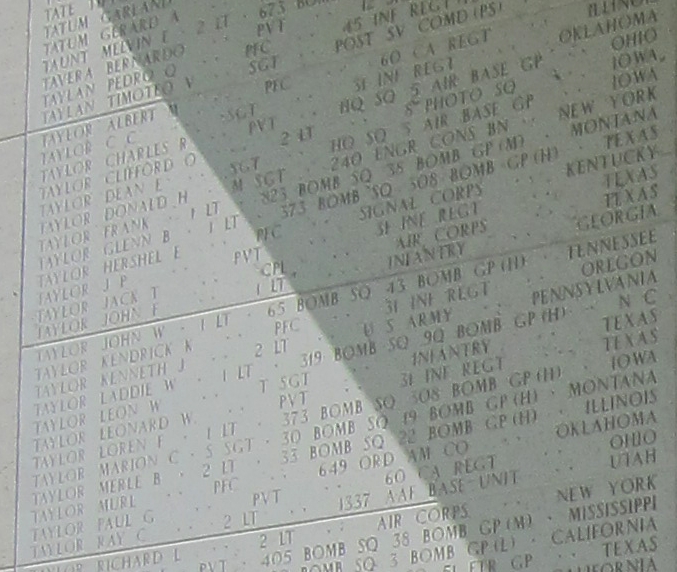 TATE
TATUM GARLAND
TATUM GERARD A
TAUNT MELVIN E 2 LT 673
TAVERA BERNARDO PVT
TAYLAN PEDRO Q PFC 45 INF REGT
TAYLAN TIMOTEO V SGT POST SV COMD (PS)
TAYLOR ALBERT M PFC 60 CA REGT ILLINOIS
TAYLOR C C SGT 31 INF REGT OKLAHOMA
TAYLOR CHARLES R PVT HQ SQ 5 AIR BASE GP OHIO
TAYLOR CLIFFORD O 2 LT 8 PHOTO SQ IOWA
TAYLOR DEAN E SGT HQ SQ 5 AIR BASE GP IOWA
TAYLOR DONALD H M SGT 240 ENGR CONS BN NEW YORK
TAYLOR FRANK 1 LT 823 BOMB SQ 38 BOMB GP (M) MONTANA
TAYLOR GLENN B 1 LT 373 BOMB SQ 308 BOMB GP (H) TEXAS
TAYLOR HERSHEL E PFC SIGNAL CORPS KENTUCKY
TAYLOR J P PVT 31 INF REGT TEXAS
TAYLOR JACK T CPL AIR CORPS TEXAS
TAYLOR JOHN F 1 LT INFANTRY GEORGIA
TAYLOR JOHN W 1 LT 65 BOMB SQ 43 BOMB GP (H) TENNESSEE
TAYLOR KENDRICK K PFC 31 INF REGT OREGON
TAYLOR KENNETH J 2 LT U S ARMY PENNSYLVANIA
TAYLOR LADDIE W 1 LT 319 BOMB SQ 90 BOMB GP (H) N C
TAYLOR LEON W T SGT INFANTRY TEXAS
TAYLOR LEONARD W PVT 31 INF REGT TEXAS
TAYLOR LOREN F 1 LT 373 BOMB SQ 308 BOMB GP (H) IOWA
TAYLOR MARION C S SGT 30 BOMB SQ 19 BOMB GP (H) MONTANA
TAYLOR MERLE B 2 LT 33 BOMB SQ 22 BOMB GP (H) ILLINOIS
TAYLOR MURL PFC 649 ORD AM CO OKLAHOMA
TAYLOR PAUL G PVT 60 CA REGT OHIO
TAYLOR RAY C 2 LT 1337 AAF BASE UNIT UTAH
TAYLOR RICHARD L 2 LT AIR CORPS NEW YORK
405 BOMB SQ 38 BOMB GP (M) MISSISSIPPI
BOMB SQ 3 BOMB GP (L) CALIFORNIA
51 FTR GP TEXAS